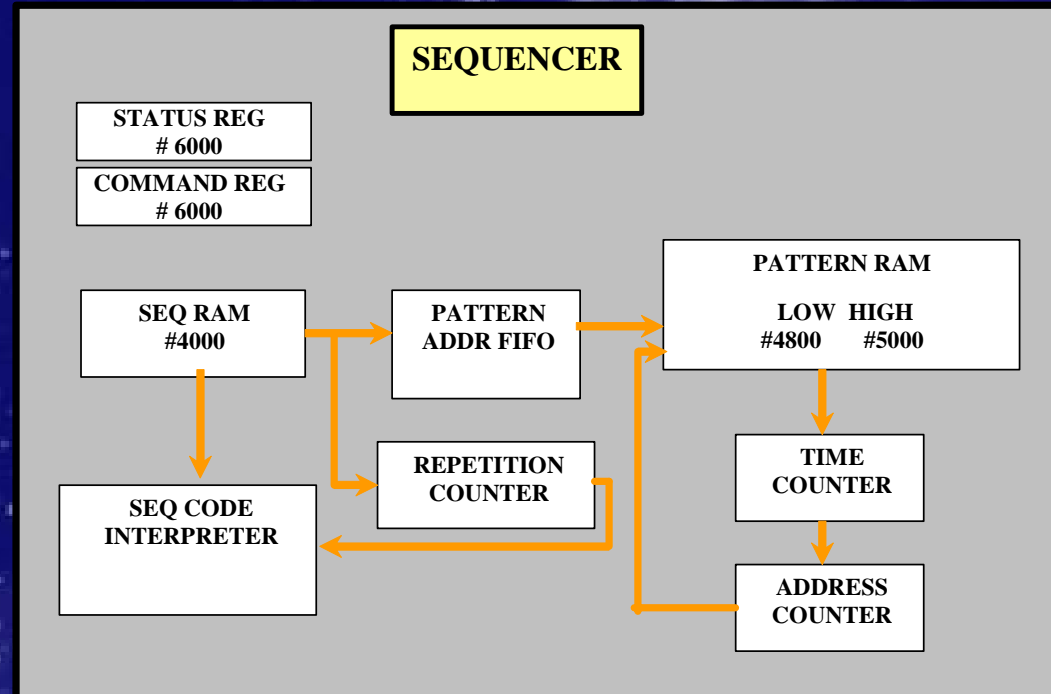 SEQUENCER
STATUS REG
# 6000
COMMAND REG
# 6000
SEQ RAM
#4000
PATTERN
ADDR FIFO
PATTERN RAM
LOW HIGH
#4800 #5000
REPETITION
COUNTER
TIME
COUNTER
SEQ CODE
INTERPRETER
ADDRESS
COUNTER